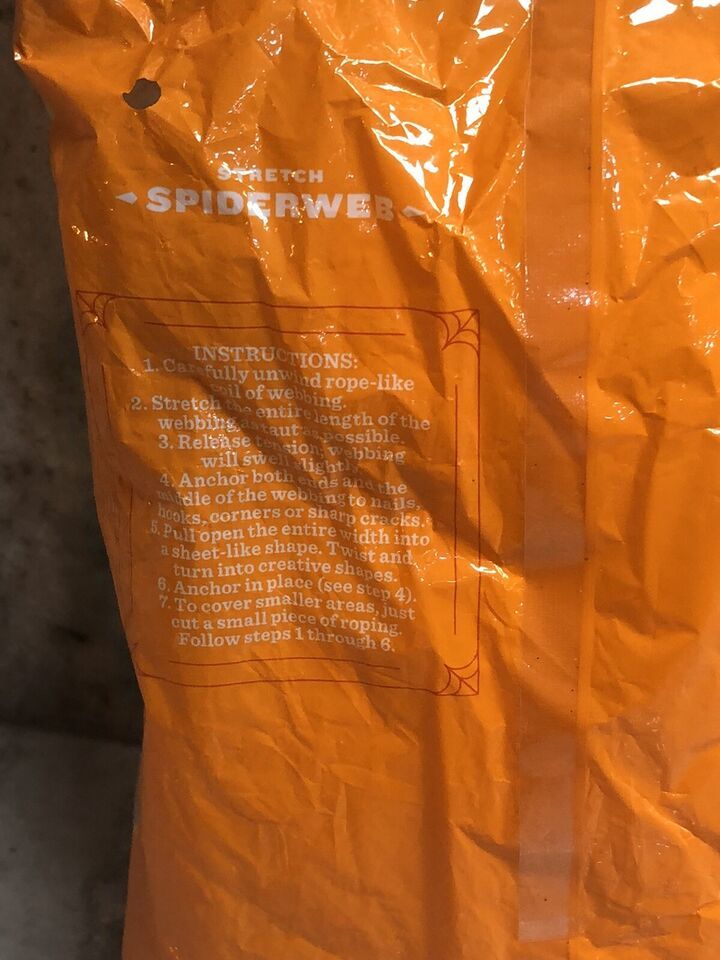 STRETCH
SPIDERWEB
INSTRUCTIONS:
1. Carefully unwind rope-like
coil of webbing.
2. Stretch the entire length of the
webbing as taut as possible.
3. Release tension; webbing
will swell slightly.
4. Anchor both ends and the
middle of the webbing to nails,
hooks, corners or sharp cracks.
5. Pull open the entire width into
a sheet-like shape. Twist and
turn into creative shapes.
6. Anchor in place (see step 4).
7. To cover smaller areas, just
cut a small piece of roping.
Follow steps 1 through 6.